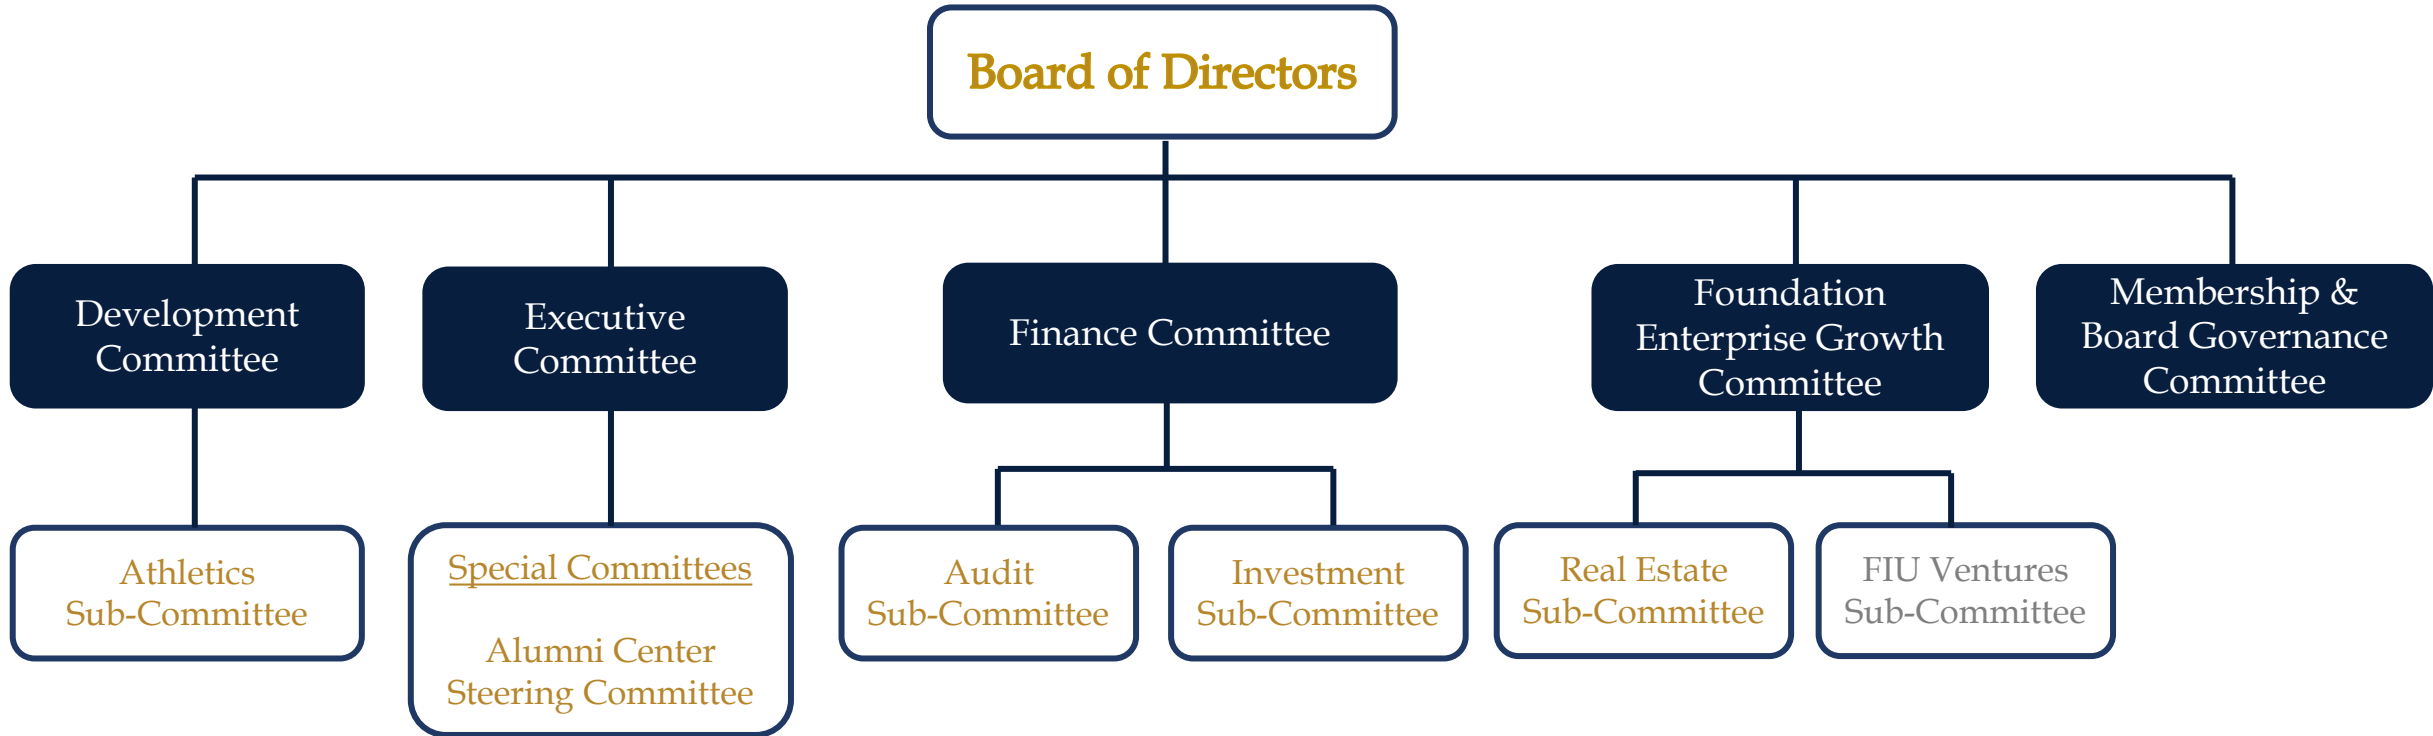 Board of Directors
Development
Committee
Executive
Committee
Finance Committee
Foundation
Enterprise Growth
Committee
Membership &
Board Governance
Committee
Athletics
Sub-Committee
Special Committees
Alumni Center
Steering Committee
Audit
Sub-Committee
Investment
Sub-Committee
Real Estate
Sub-Committee
FIU Ventures
Sub-Committee